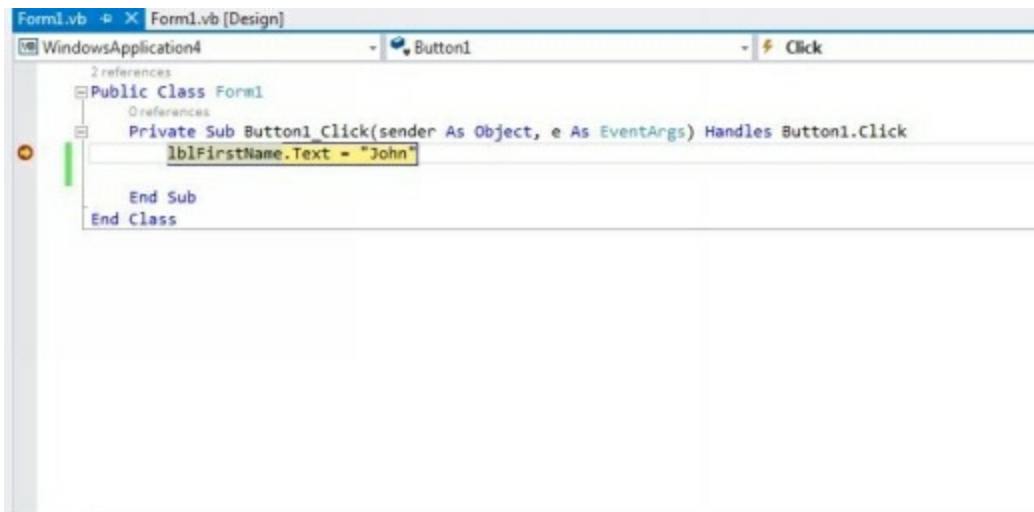 Form1.vb Form1.vb [Design]
WindowsApplication4 Button1 Click
2 references
Public Class Form1
0 references
Private Sub Button1_Click(sender As Object, e As EventArgs) Handles Button1.Click
lblFirstName.Text = "John"
End Sub
End Class